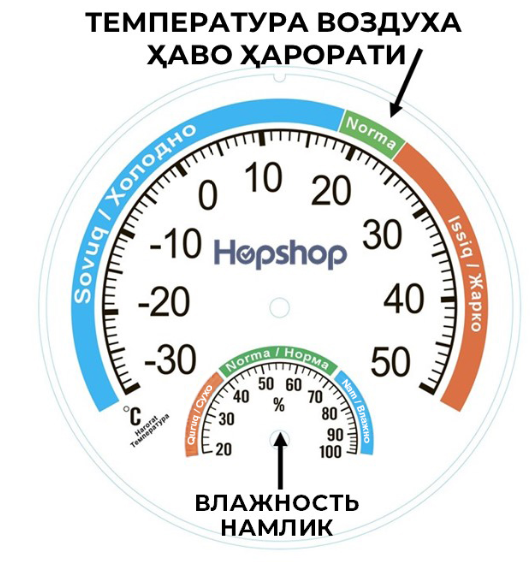 ТЕМПЕРАТУРА ВОЗДУХА
ҲАВО ҲАРОРАТИ
Sovuq / Холодно
Norma
Issiq / Жарко
-30
-20
-10
0
10
20
30
40
50
Hopshop
°C
Harorat
Температура
Quruq / Сухо
Norma / Норма
Nam / Влажно
20
30
40
50
60
70
80
90
100
%
ВЛАЖНОСТЬ
НАМЛИК